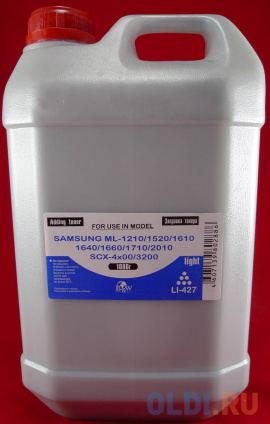 Adding toner
Заправка тонера
FOR USE IN MODEL
SAMSUNG ML-1210/1520/1610
1640/1660/1710/2010
SCX-4x00/3200
1000г
light
B&W
LI-427
4607139602886
OLDI.RU